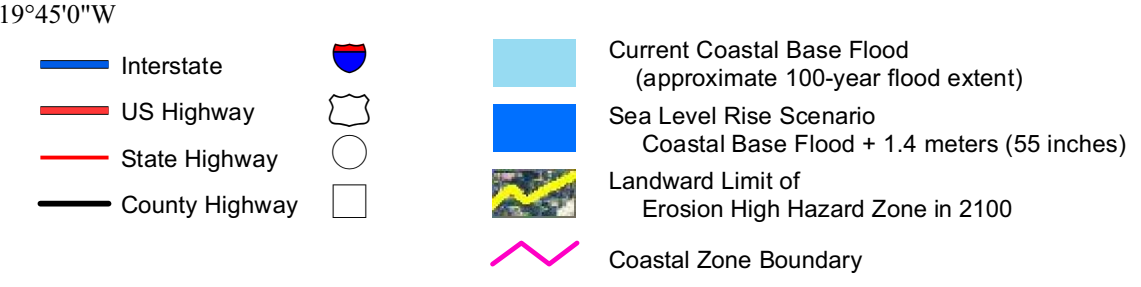 19°45'0"W
Interstate
US Highway
State Highway
County Highway
Current Coastal Base Flood
(approximate 100-year flood extent)
Sea Level Rise Scenario
Coastal Base Flood + 1.4 meters (55 inches)
Landward Limit of
Erosion High Hazard Zone in 2100
Coastal Zone Boundary